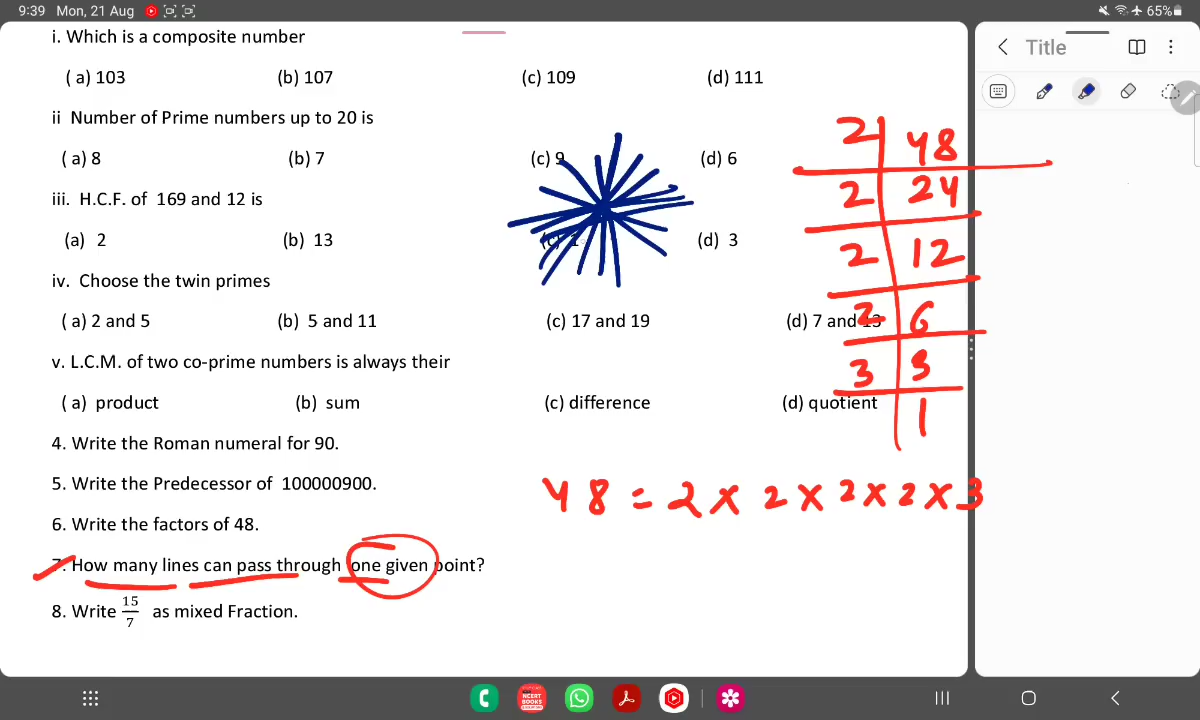 9:39 Mon, 21 Aug 65%
i. Which is a composite number
( a) 103 (b) 107 (c) 109 (d) 111
ii Number of Prime numbers up to 20 is
( a) 8 (b) 7 (c) 9 (d) 6
iii. H.C.F. of 169 and 12 is
(a) 2 (b) 13 (c) 1 (d) 3
iv. Choose the twin primes
( a) 2 and 5 (b) 5 and 11 (c) 17 and 19 (d) 7 and 13
v. L.C.M. of two co-prime numbers is always their
( a) product (b) sum (c) difference (d) quotient
4. Write the Roman numeral for 90.
5. Write the Predecessor of 100000900.
6. Write the factors of 48.
7. How many lines can pass through one given point?
8. Write 15/7 as mixed Fraction.
2 48
2 24
2 12
2 6
3 3
1
48 = 2 × 2 × 2 × 2 × 3
Title
NCERT
BOOKS